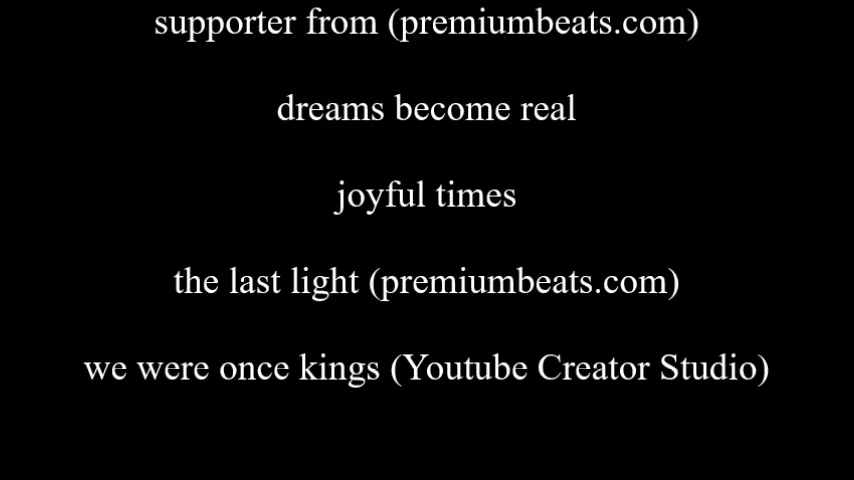 supporter from (premiumbeats.com)
dreams become real
joyful times
the last light (premiumbeats.com)
we were once kings (Youtube Creator Studio)